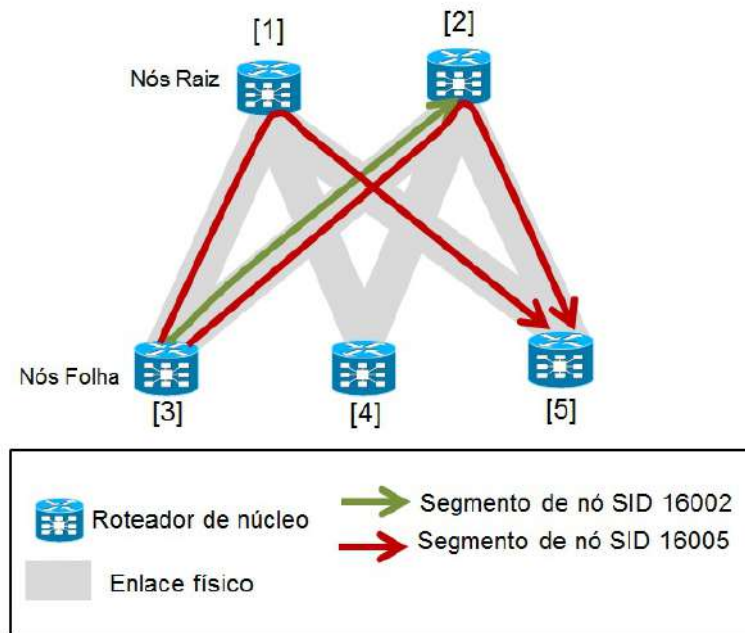 [1]
[2]
Nós Raiz
Nós Folha
[3]
[4]
[5]
Roteador de núcleo
Segmento de nó SID 16002
Segmento de nó SID 16005
Enlace físico